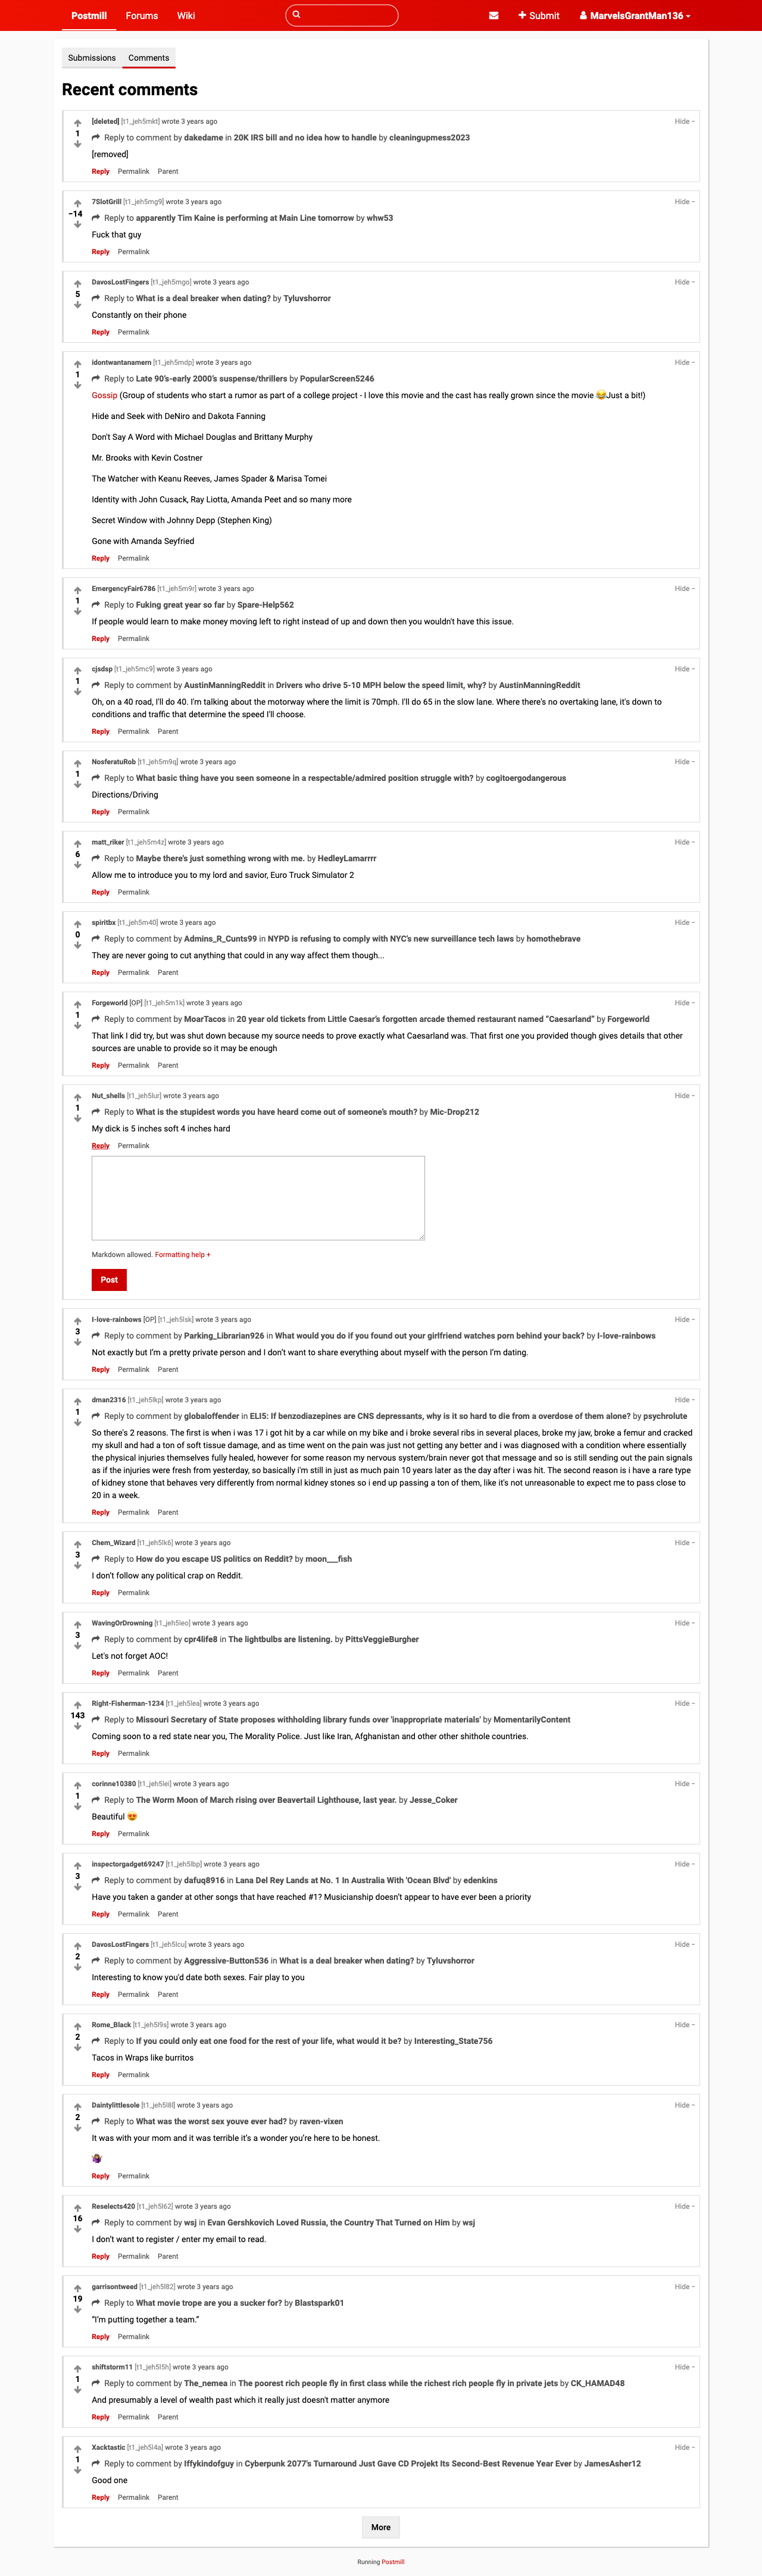 Postmill Forums Wiki Submit MarvelsGrantMan136
Submissions Comments
Recent comments
[deleted] [t1_jeh5mkt] wrote 3 years ago Hide −
1
Reply to comment by dakedame in 20K IRS bill and no idea how to handle by cleaningupmess2023
[removed]
Reply Permalink Parent
7SlotGrill [t1_jeh5mg9] wrote 3 years ago Hide −
−14
Reply to apparently Tim Kaine is performing at Main Line tomorrow by whw53
Fuck that guy
Reply Permalink
DavosLostFingers [t1_jeh5mgo] wrote 3 years ago Hide −
5
Reply to What is a deal breaker when dating? by Tyluvshorror
Constantly on their phone
Reply Permalink
idontwantanamern [t1_jeh5mdp] wrote 3 years ago Hide −
1
Reply to Late 90's-early 2000's suspense/thrillers by PopularScreen5246
Gossip (Group of students who start a rumor as part of a college project - I love this movie and the cast has really grown since the movie 😂Just a bit!)
Hide and Seek with DeNiro and Dakota Fanning
Don't Say A Word with Michael Douglas and Brittany Murphy
Mr. Brooks with Kevin Costner
The Watcher with Keanu Reeves, James Spader & Marisa Tomei
Identity with John Cusack, Ray Liotta, Amanda Peet and so many more
Secret Window with Johnny Depp (Stephen King)
Gone with Amanda Seyfried
Reply Permalink
EmergencyFair6786 [t1_jeh5m9r] wrote 3 years ago Hide −
1
Reply to Fuking great year so far by Spare-Help562
If people would learn to make money moving left to right instead of up and down then you wouldn't have this issue.
Reply Permalink
cjsdsp [t1_jeh5mc9] wrote 3 years ago Hide −
1
Reply to comment by AustinManningReddit in Drivers who drive 5-10 MPH below the speed limit, why? by AustinManningReddit
Oh, on a 40 road, I'll do 40. I'm talking about the motorway where the limit is 70mph. I'll do 65 in the slow lane. Where there's no overtaking lane, it's down to
conditions and traffic that determine the speed I'll choose.
Reply Permalink Parent
NosferatuRob [t1_jeh5m9q] wrote 3 years ago Hide −
1
Reply to What basic thing have you seen someone in a respectable/admired position struggle with? by cogitoergodangerous
Directions/Driving
Reply Permalink
matt_riker [t1_jeh5m4z] wrote 3 years ago Hide −
6
Reply to Maybe there's just something wrong with me. by HedleyLamarrrr
Allow me to introduce you to my lord and savior, Euro Truck Simulator 2
Reply Permalink
spiritbx [t1_jeh5m40] wrote 3 years ago Hide −
0
Reply to comment by Admins_R_Cunts99 in NYPD is refusing to comply with NYC's new surveillance tech laws by homothebrave
They are never going to cut anything that could in any way affect them though...
Reply Permalink Parent
Forgeworld [OP] [t1_jeh5m1k] wrote 3 years ago Hide −
1
Reply to comment by MoarTacos in 20 year old tickets from Little Caesar's forgotten arcade themed restaurant named “Caesarland” by Forgeworld
That link I did try, but was shut down because my source needs to prove exactly what Caesarland was. That first one you provided though gives details that other
sources are unable to provide so it may be enough
Reply Permalink Parent
Nut_shells [t1_jeh5lur] wrote 3 years ago Hide −
1
Reply to What is the stupidest words you have heard come out of someone's mouth? by Mic-Drop212
My dick is 5 inches soft 4 inches hard
Reply Permalink
Markdown allowed. Formatting help +
Post
I-love-rainbows [OP] [t1_jeh5lsk] wrote 3 years ago Hide −
3
Reply to comment by Parking_Librarian926 in What would you do if you found out your girlfriend watches porn behind your back? by I-love-rainbows
Not exactly but I'm a pretty private person and I don't want to share everything about myself with the person I'm dating.
Reply Permalink Parent
dman2316 [t1_jeh5lkp] wrote 3 years ago Hide −
1
Reply to comment by globaloffender in ELI5: If benzodiazepines are CNS depressants, why is it so hard to die from a overdose of them alone? by psychrolute
So there's 2 reasons. The first is when i was 17 i got hit by a car while on my bike and i broke several ribs in several places, broke my jaw, broke a femur and cracked
my skull and had a ton of soft tissue damage, and as time went on the pain was just not getting any better and i was diagnosed with a condition where essentially
the physical injuries themselves fully healed, however for some reason my nervous system/brain never got that message and so is still sending out the pain signals
as if the injuries were fresh from yesterday, so basically i'm still in just as much pain 10 years later as the day after i was hit. The second reason is i have a rare type
of kidney stone that behaves very differently from normal kidney stones so i end up passing a ton of them, like it's not unreasonable to expect me to pass close to
20 in a week.
Reply Permalink Parent
Chem_Wizard [t1_jeh5lk6] wrote 3 years ago Hide −
3
Reply to How do you escape US politics on Reddit? by moon___fish
I don't follow any political crap on Reddit.
Reply Permalink
WavingOrDrowning [t1_jeh5leo] wrote 3 years ago Hide −
3
Reply to comment by cpr4life8 in The lightbulbs are listening. by PittsVeggieBurgher
Let's not forget AOC!
Reply Permalink Parent
Right-Fisherman-1234 [t1_jeh5lea] wrote 3 years ago Hide −
143
Reply to Missouri Secretary of State proposes withholding library funds over 'inappropriate materials' by MomentarilyContent
Coming soon to a red state near you, The Morality Police. Just like Iran, Afghanistan and other other shithole countries.
Reply Permalink
corinne10380 [t1_jeh5lei] wrote 3 years ago Hide −
1
Reply to The Worm Moon of March rising over Beavertail Lighthouse, last year. by Jesse_Coker
Beautiful 😍
Reply Permalink
inspectorgadget69247 [t1_jeh5lbp] wrote 3 years ago Hide −
3
Reply to comment by dafuq8916 in Lana Del Rey Lands at No. 1 In Australia With 'Ocean Blvd' by edenkins
Have you taken a gander at other songs that have reached #1? Musicianship doesn't appear to have ever been a priority
Reply Permalink Parent
DavosLostFingers [t1_jeh5lcu] wrote 3 years ago Hide −
2
Reply to comment by Aggressive-Button536 in What is a deal breaker when dating? by Tyluvshorror
Interesting to know you'd date both sexes. Fair play to you
Reply Permalink Parent
Rome_Black [t1_jeh5l9s] wrote 3 years ago Hide −
2
Reply to If you could only eat one food for the rest of your life, what would it be? by Interesting_State756
Tacos in Wraps like burritos
Reply Permalink
Daintylittlesole [t1_jeh5l8l] wrote 3 years ago Hide −
2
Reply to What was the worst sex youve ever had? by raven-vixen
It was with your mom and it was terrible it's a wonder you're here to be honest.
Reply Permalink
Reselects420 [t1_jeh5l62] wrote 3 years ago Hide −
16
Reply to comment by wsj in Evan Gershkovich Loved Russia, the Country That Turned on Him by wsj
I don't want to register / enter my email to read.
Reply Permalink Parent
garrisontweed [t1_jeh5l82] wrote 3 years ago Hide −
19
Reply to What movie trope are you a sucker for? by Blastspark01
“I'm putting together a team.”
Reply Permalink
shiftstorm11 [t1_jeh5l5h] wrote 3 years ago Hide −
1
Reply to comment by The_nemea in The poorest rich people fly in first class while the richest rich people fly in private jets by CK_HAMAD48
And presumably a level of wealth past which it really just doesn't matter anymore
Reply Permalink Parent
Xacktastic [t1_jeh5l4a] wrote 3 years ago Hide −
1
Reply to comment by Iffykindofguy in Cyberpunk 2077's Turnaround Just Gave CD Projekt Its Second-Best Revenue Year Ever by JamesAsher12
Good one
Reply Permalink Parent
More
Running Postmill